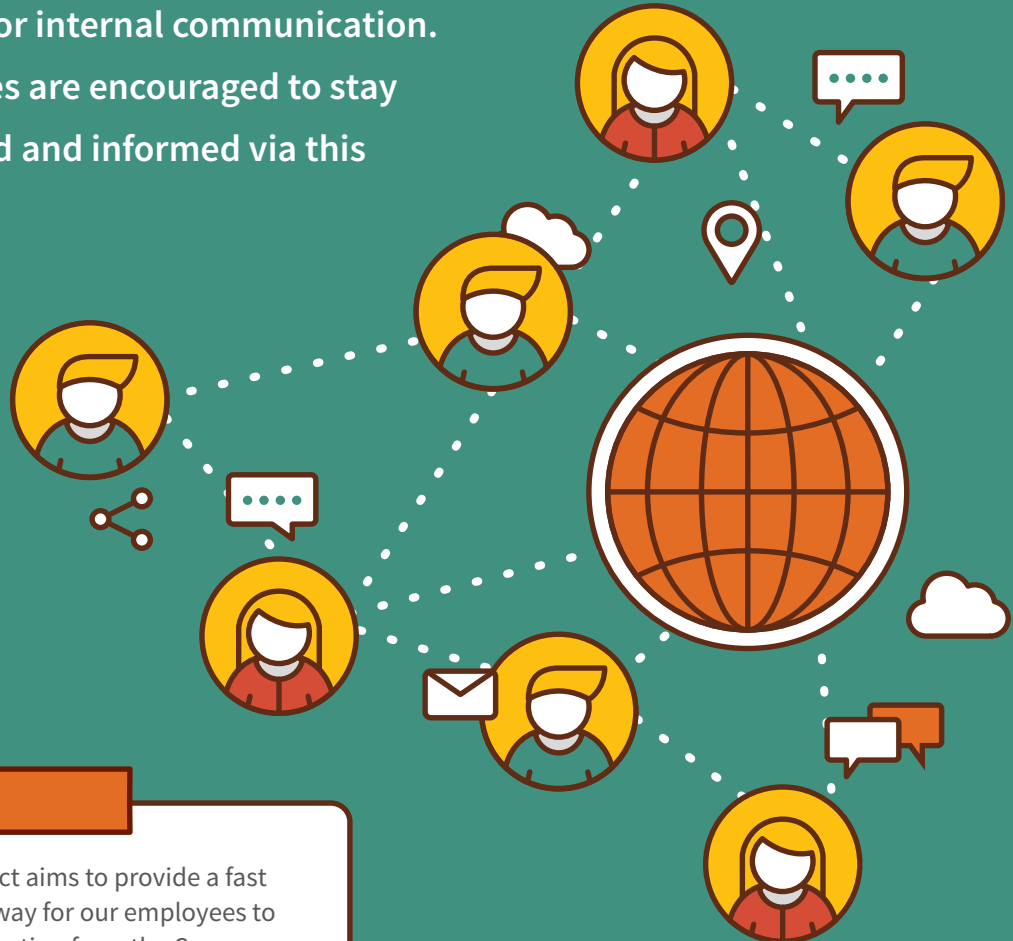 or internal communication.
es are encouraged to stay
d and informed via this
ct aims to provide a fast
way for our employees to